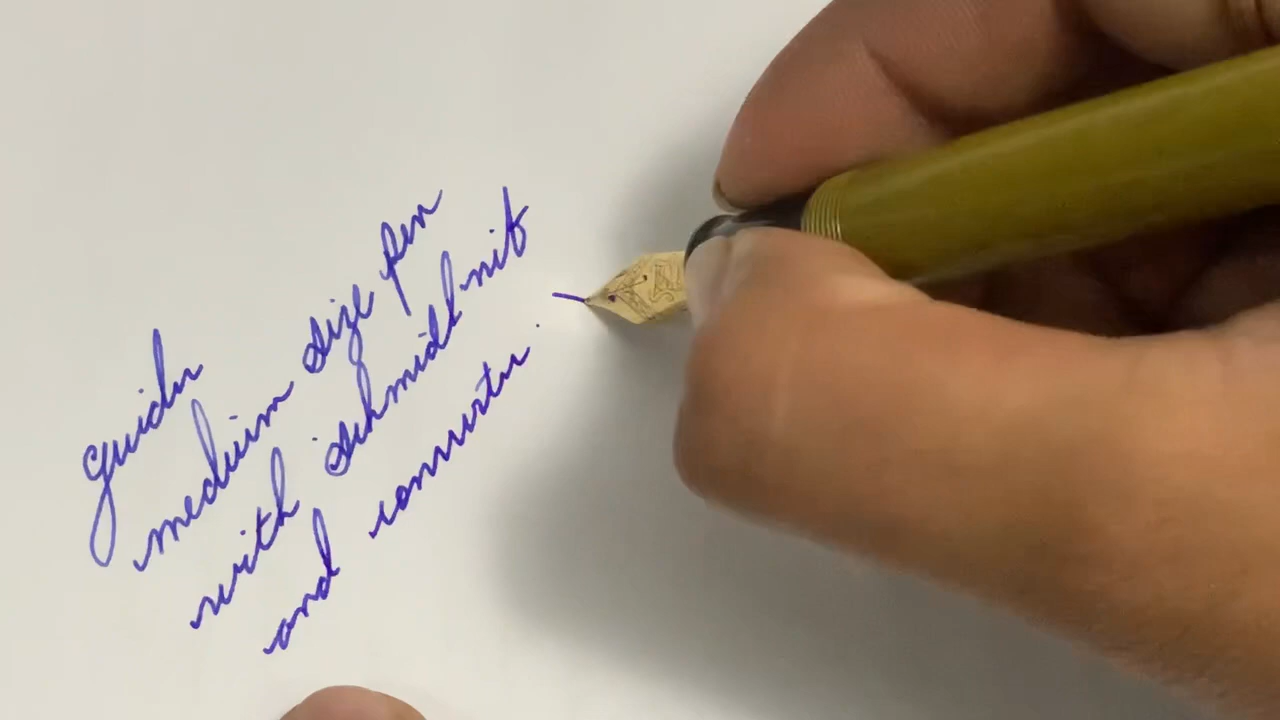 guider
medium size pen
with schmidt nib
and converter.